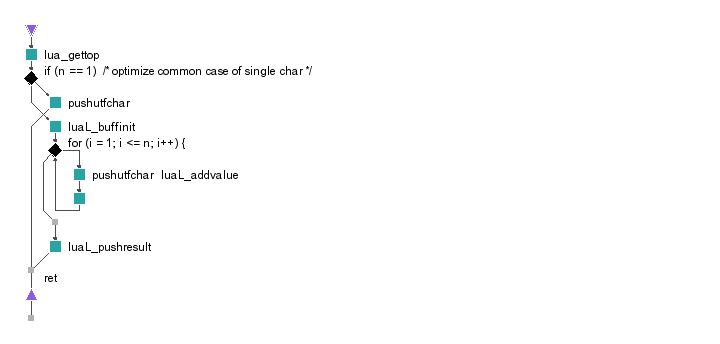 lua_gettop
if (n == 1)  /* optimize common case of single char */
pushutfchar
luaL_buffinit
for (i = 1; i <= n; i++) {
pushutfchar  luaL_addvalue
luaL_pushresult
ret